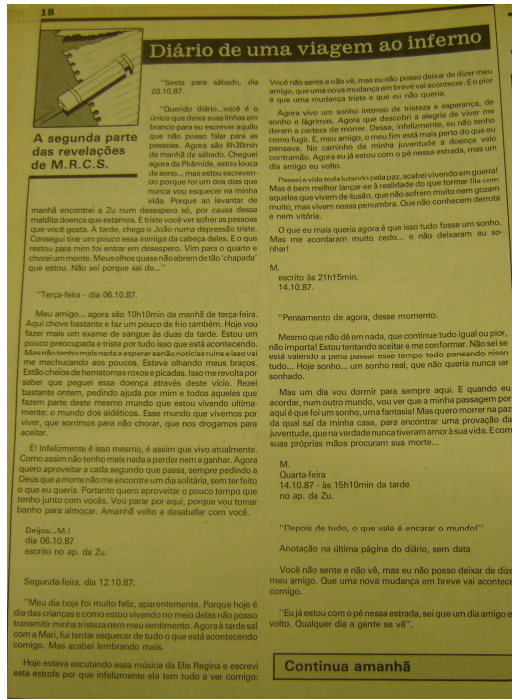 18
Diário de uma viagem ao inferno
A segunda parte
das revelações
de M.R.C.S.
"Sexta para sábado, dia
03.10.87.
"Querido diário...você é o
único que deixa suas linhas em
branco para eu escrever aquilo
que não posso falar para as
pessoas. Agora são 6h30min
da manhã de sábado. Cheguei
agora da Pirâmide, estou louca
de sono... mas estou escreven-
do porque foi um dos dias que
nunca vou esquecer na minha
vida. Porque ao levantar de
manhã encontrei a Zu num desespero só, por causa dessa
maldita doença que estamos. E triste você ver sofrer as pessoas
que você gosta. À tarde, chega o João numa depressão triste.
Consegui tirar um pouco essa inimiga da cabeça deles. E o que
restou para mim foi entrar em desespero. Vim para o quarto e
chorei um monte. Meus olhos quase não abrem de tão 'chapada'
que estou. Não sei porque saí de..."
"Terça-feira - dia 06.10.87.
Meu amigo... agora são 10h10min da manhã de terça-feira.
Aqui chove bastante e faz um pouco de frio também. Hoje vou
fazer mais um exame de sangue às duas da tarde. Estou um
pouco preocupada e triste por tudo isso que está acontecendo.
Mas não tenho mais nada a esperar senão notícias ruins e isso vai
me machucando aos poucos. Estava olhando meus braços.
Estão cheios de hematomas roxos e picadas. Isso me revolta por
saber que peguei essa doença através deste vício. Rezei
bastante ontem, pedindo ajuda por mim e todos aqueles que
fazem parte deste mesmo mundo que estou vivendo ultima-
mente: o mundo dos aidéticos. Esse mundo que vivemos por
viver, que sorrimos para não chorar, que nos drogamos para
aceitar.
É! Infelizmente é isso mesmo, é assim que vivo atualmente.
Como assim não tenho mais nada a perder nem a ganhar. Agora
quero aproveitar a cada segundo que passa, sempre pedindo a
Deus que a morte não me encontre um dia solitária, sem ter feito
o que eu queria. Portanto quero aproveitar o pouco tempo que
tenho junto com vocês. Vou parar por aqui, porque vou tomar
banho para almoçar. Amanhã volto a desabafar com você.
Beijos...M.!
dia 06.10.87
escrito no ap. da Zu.
Segunda-feira, dia 12.10.87.
"Meu dia hoje foi muito feliz, aparentemente. Porque hoje é
dia das crianças e como estou vivendo no meio delas não posso
transmitir minha tristeza nem meu sentimento. Agora à tarde saí
com a Mari, fui tentar esquecer de tudo o que está acontecendo
comigo. Mas acabei lembrando mais.
Hoje estava escutando essa música da Elis Regina e escrevi
esta estrofe por que infelizmente ela tem tudo a ver comigo:
Você não sente e não vê, mas eu não posso deixar de dizer meu
amigo, que uma nova mudança em breve vai acontecer. E o pior
é que uma mudança triste e que eu não queria.
Agora vivo um sonho intenso de tristeza e esperança, de
sonho e lágrimas. Agora que descobri a alegria de viver me
deram a certeza de morrer. Dessa, infelizmente, eu não tenho
como fugir. E, meu amigo, o meu fim está mais perto do que eu
pensava. No caminho da minha juventude a doença veio
contramão. Agora eu já estou com o pé nessa estrada, mas um
dia amigo eu volto.
Passei a vida toda lutando pela paz, acabei vivendo em guerra!
Mas é bem melhor lançar-se à realidade do que formar fila com
aqueles que vivem de ilusão, que não sofrem muito nem gozam
muito, mas vivem nessa penumbra. Que não conhecem derrota
e nem vitória.
O que eu mais queria agora é que isso tudo fosse um sonho.
Mas me acordaram muito cedo... e não deixaram eu so-
nhar!
M.
escrito às 21h15min.
14.10.87.
"Pensamento de agora, desse momento.
Mesmo que não dê em nada, que continue tudo igual ou pior,
não importa! Estou tentando aceitar e me conformar. Não sei se
está valendo a pena passar esse tempo todo pensando nisso
tudo... Hoje sonho... um sonho real, que não queria nunca ter
sonhado.
Mas um dia vou dormir para sempre aqui. E quando eu
acordar, num outro mundo, vou ver que a minha passagem por
aqui é que foi um sonho, uma fantasia! Mas quero morrer na paz
da qual saí da minha casa, para encontrar uma provação da
juventude, que na verdade nunca tiveram amor à sua vida. E com
suas próprias mãos procuram sua morte...
M.
Quarta-feira
14.10.87 - às 15h10min da tarde
no ap. da Zu.
"Depois de tudo, o que vale é encarar o mundo!"
Anotação na última página do diário, sem data
Você não sente e não vê, mas eu não posso deixar de dize
meu amigo. Que uma nova mudança em breve vai acontece
comigo.
"Eu já estou com o pé nessa estrada, sei que um dia amigo e
volto. Qualquer dia a gente se vê".
Continua amanhã